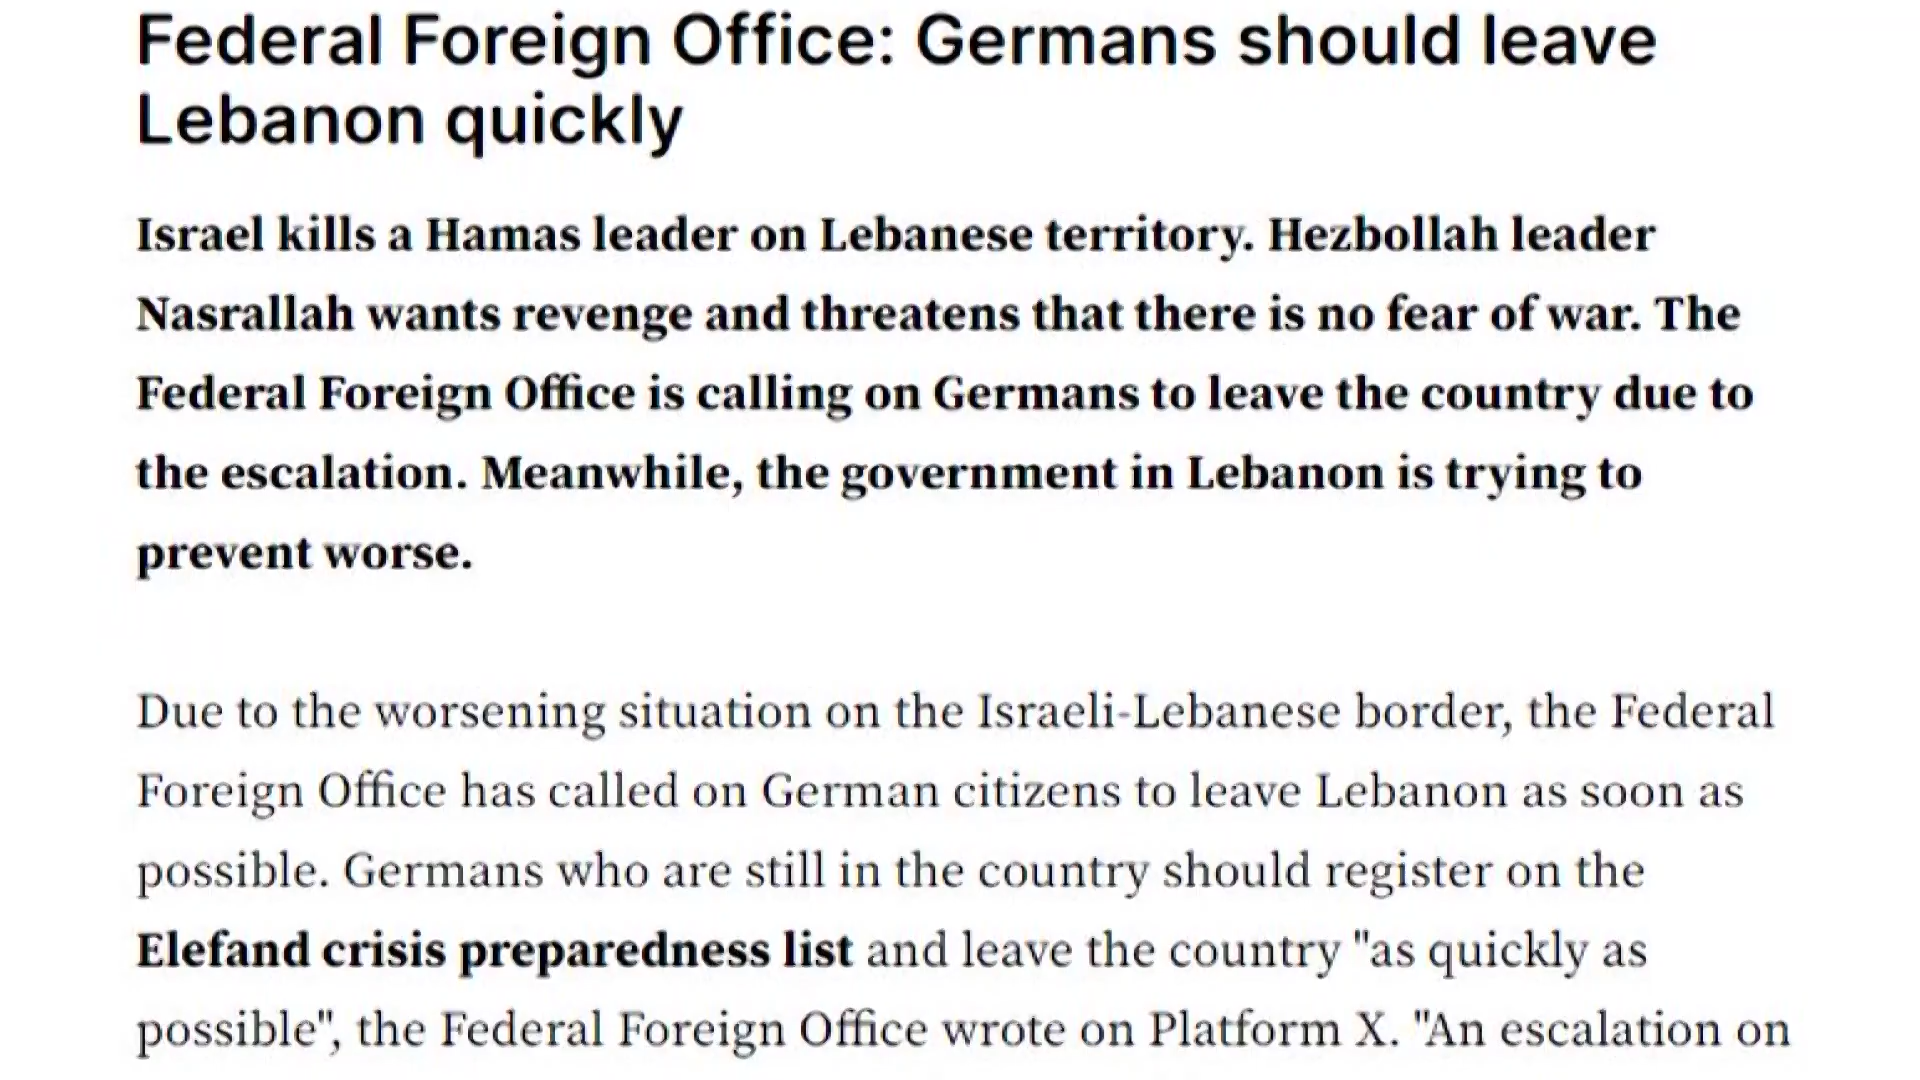 Federal Foreign Office: Germans should leave
Lebanon quickly
Israel kills a Hamas leader on Lebanese territory. Hezbollah leader
Nasrallah wants revenge and threatens that there is no fear of war. The
Federal Foreign Office is calling on Germans to leave the country due to
the escalation. Meanwhile, the government in Lebanon is trying to
prevent worse.
Due to the worsening situation on the Israeli-Lebanese border, the Federal
Foreign Office has called on German citizens to leave Lebanon as soon as
possible. Germans who are still in the country should register on the
Elefand crisis preparedness list and leave the country "as quickly as
possible", the Federal Foreign Office wrote on Platform X. "An escalation on